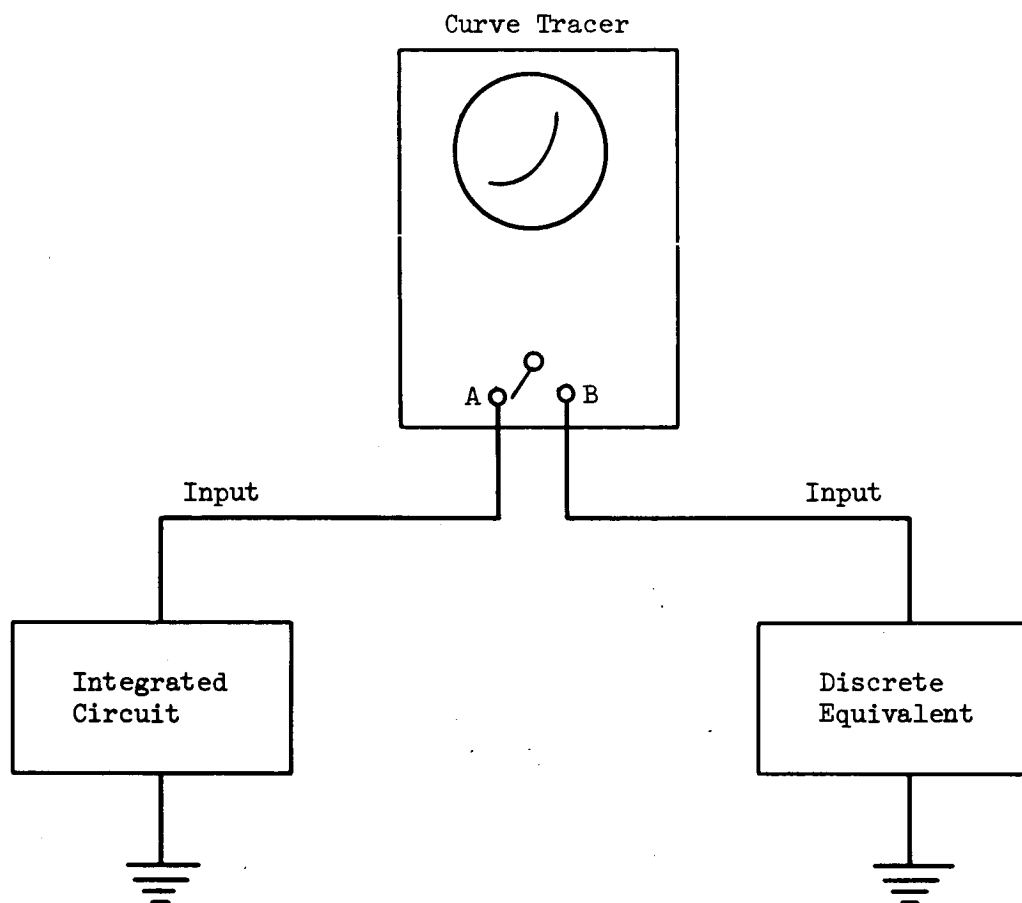 Curve Tracer
A
B
Input
Input
Integrated
Circuit
Discrete
Equivalent